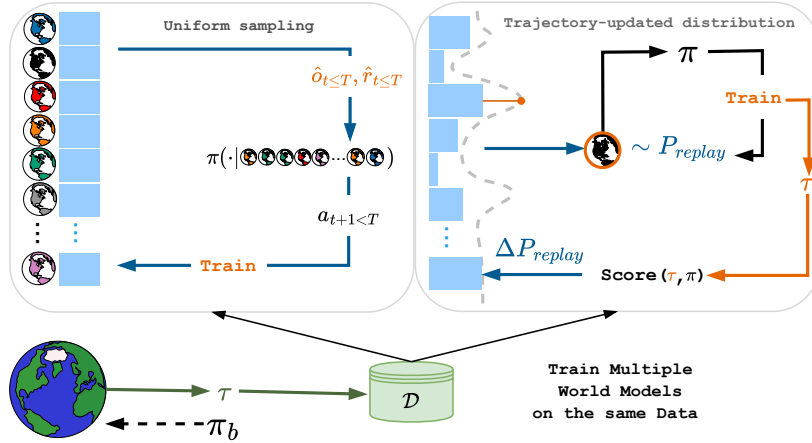 Uniform sampling
ô_{t≤T}, r̂_{t≤T}
π(·| ... )
a_{t+1<T}
Train
Trajectory-updated distribution
π
Train
~ P_{replay}
τ
ΔP_{replay}
Score(τ,π)
τ
π_b
𝒟
Train Multiple
World Models
on the same Data